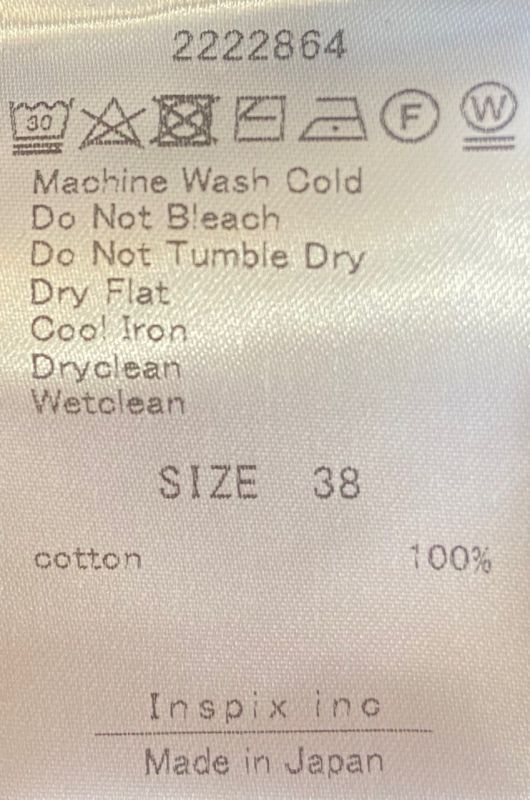 2222864
30 F W
Machine Wash Cold
Do Not Bleach
Do Not Tumble Dry
Dry Flat
Cool Iron
Dryclean
Wetclean
SIZE 38
cotton 100%
Inspix inc
Made in Japan